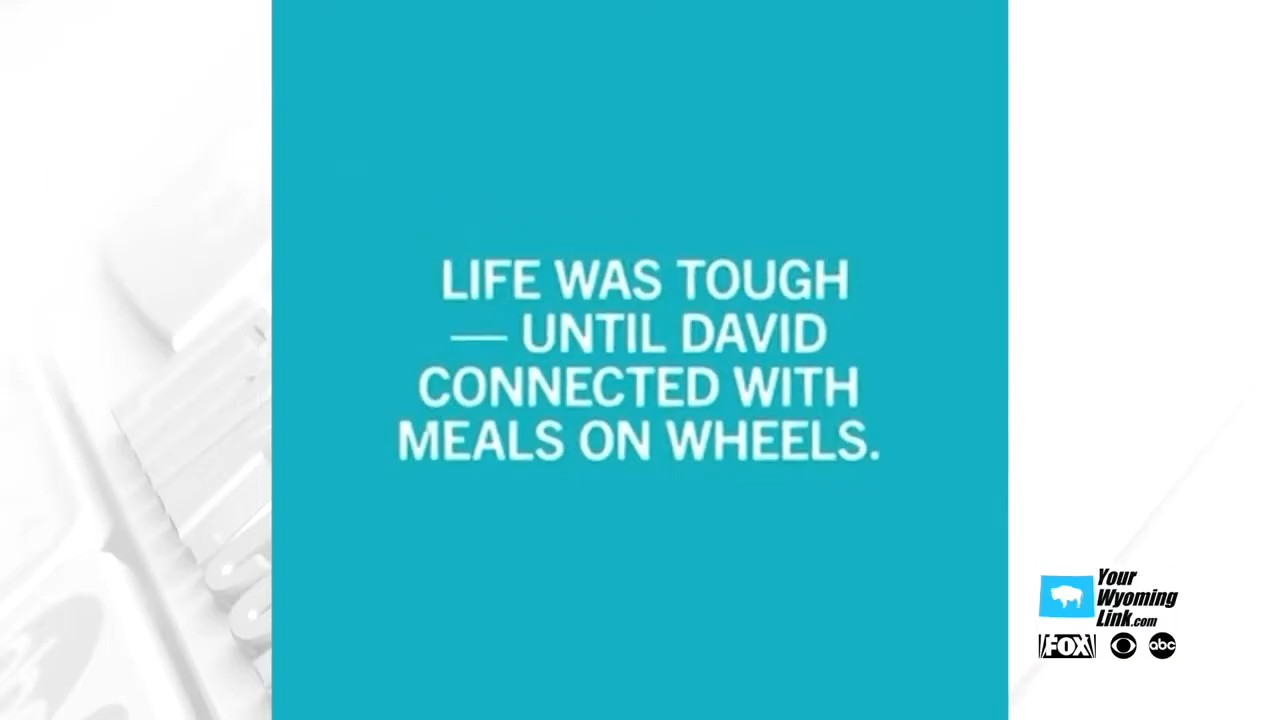 LIFE WAS TOUGH
— UNTIL DAVID
CONNECTED WITH
MEALS ON WHEELS.
Your
Wyoming
Link.com
FOX
abc